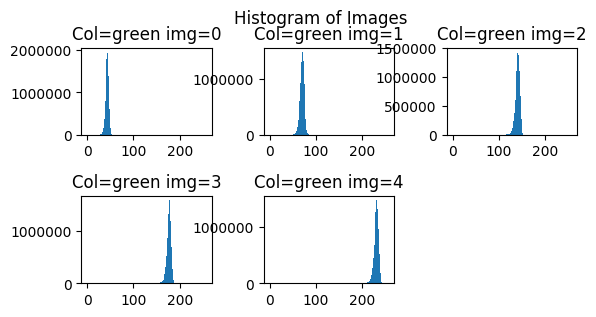 Histogram of Images
Col=green img=0
Col=green img=1
Col=green img=2
2000000
1000000
0
0 100 200
1000000
0
0 100 200
1500000
1000000
500000
0
0 100 200
Col=green img=3
Col=green img=4
1000000
0
0 100 200
1000000
0
0 100 200